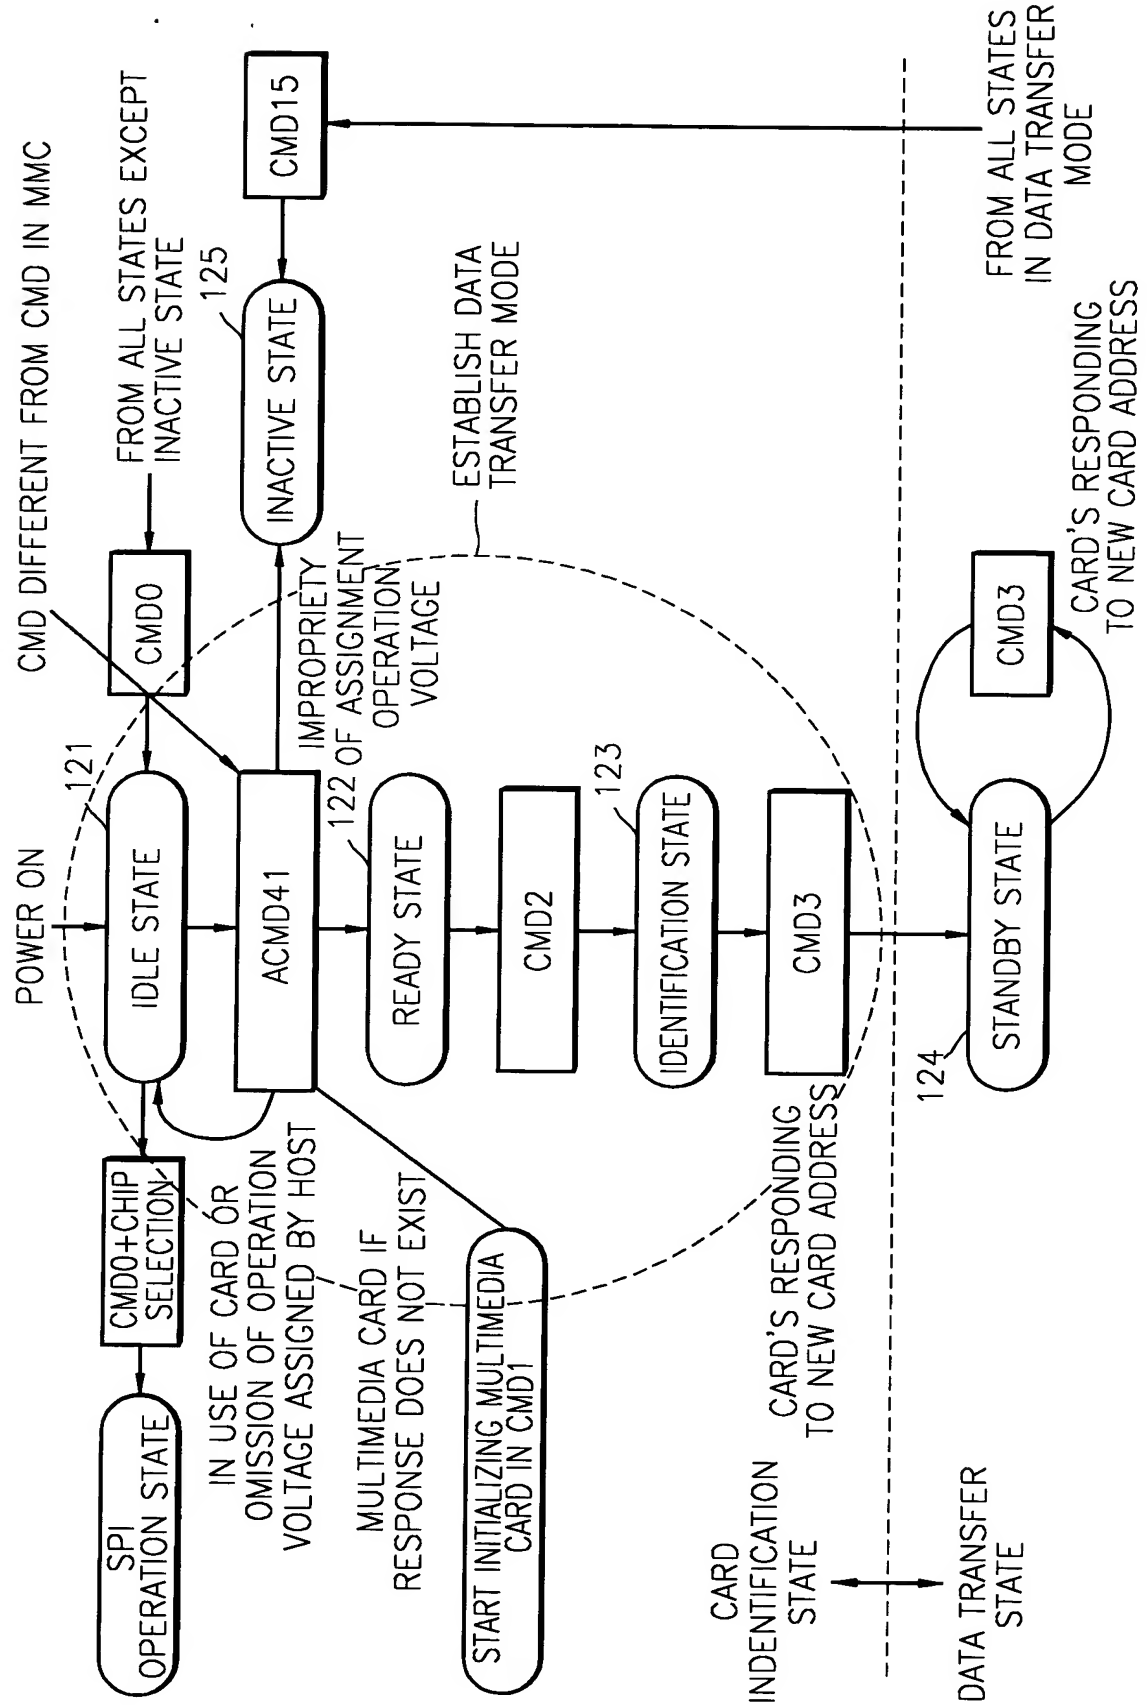 POWER ON
CMD DIFFERENT FROM CMD IN MMC
SPI
OPERATION STATE
CMD0+CHIP
SELECTION
IDLE STATE
121
CMD0
FROM ALL STATES EXCEPT
INACTIVE STATE
IN USE OF CARD OR
OMISSION OF OPERATION
VOLTAGE ASSIGNED BY HOST
ACMD41
INACTIVE STATE
125
CMD15
IMPROPRIETY
OF ASSIGNMENT
OPERATION
VOLTAGE
MULTIMEDIA CARD IF
RESPONSE DOES NOT EXIST
122
READY STATE
ESTABLISH DATA
TRANSFER MODE
START INITIALIZING MULTIMEDIA
CARD IN CMD1
CMD2
123
IDENTIFICATION STATE
CARD'S RESPONDING
TO NEW CARD ADDRESS
CMD3
CARD
INDENTIFICATION
STATE
DATA TRANSFER
STATE
124
STANDBY STATE
CMD3
CARD'S RESPONDING
TO NEW CARD ADDRESS
FROM ALL STATES
IN DATA TRANSFER
MODE